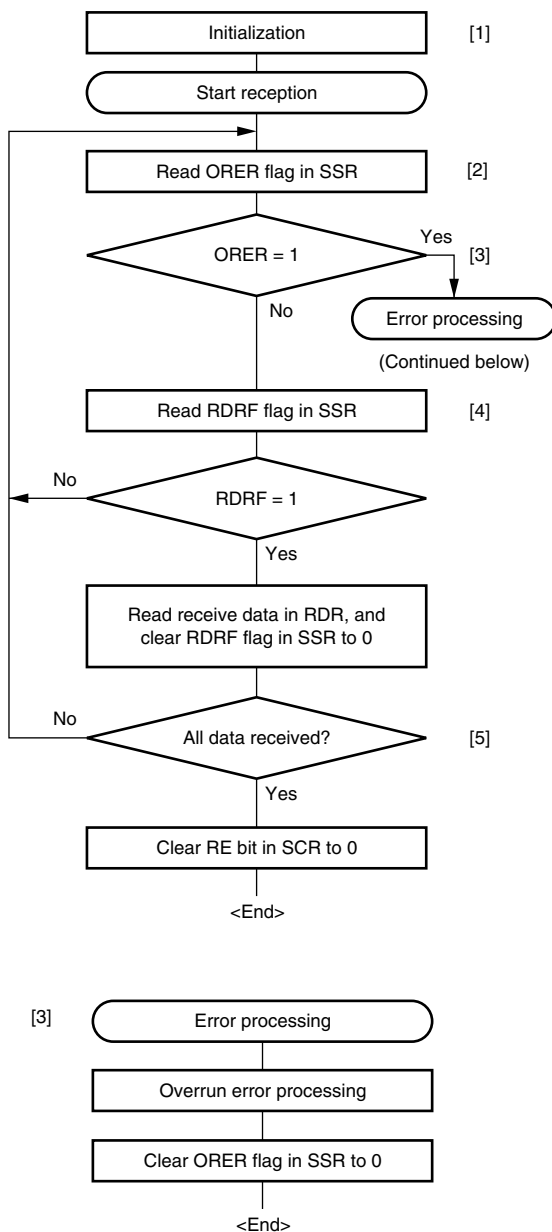 Initialization
[1]
Start reception
Read ORER flag in SSR
[2]
Yes
ORER = 1
[3]
No
Error processing
(Continued below)
Read RDRF flag in SSR
[4]
No
RDRF = 1
Yes
Read receive data in RDR, and
clear RDRF flag in SSR to 0
No
All data received?
[5]
Yes
Clear RE bit in SCR to 0
<End>
[3]
Error processing
Overrun error processing
Clear ORER flag in SSR to 0
<End>